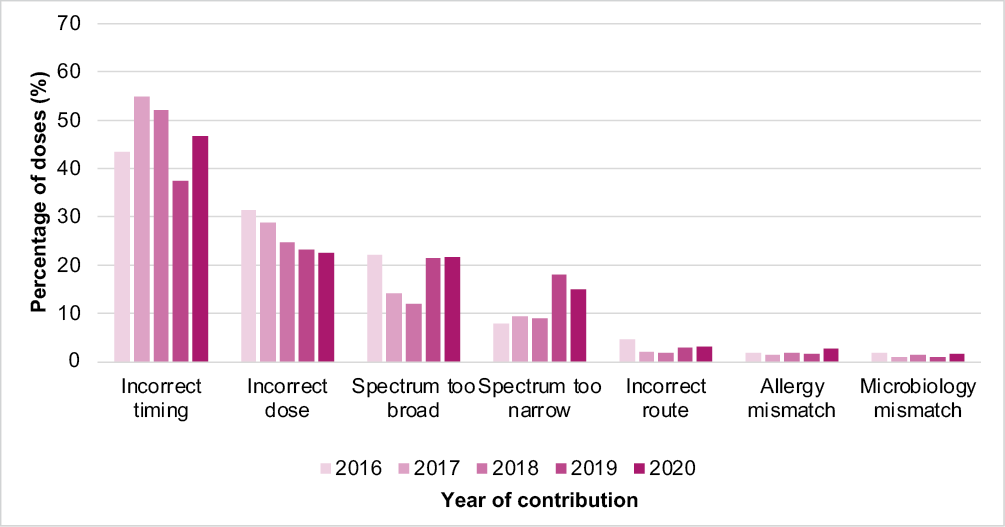 70
60
50
40
30
20
10
0
Percentage of doses (%)
Incorrect timing
Incorrect dose
Spectrum too broad
Spectrum too narrow
Incorrect route
Allergy mismatch
Microbiology mismatch
2016 2017 2018 2019 2020
Year of contribution